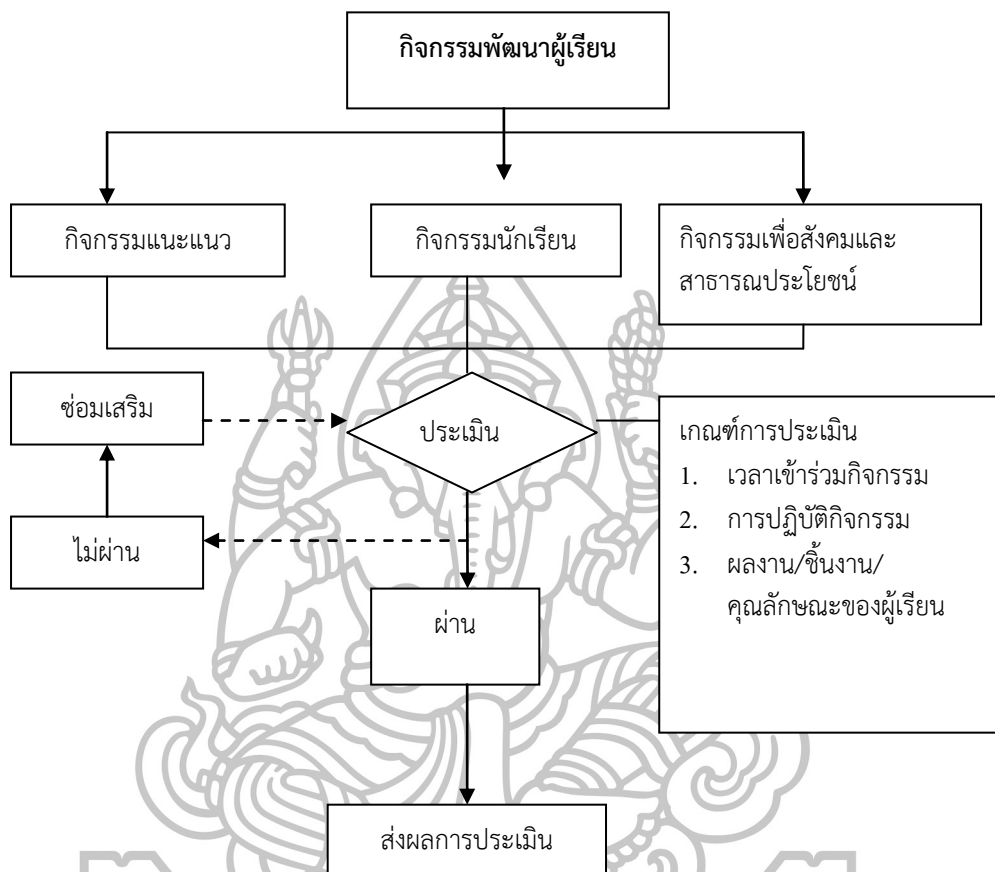 กิจกรรมพัฒนาผู้เรียน
กิจกรรมแนะแนว
กิจกรรมนักเรียน
กิจกรรมเพื่อสังคมและ
สาธารณประโยชน์
ซ่อมเสริม
ประเมิน
เกณฑ์การประเมิน
1. เวลาเข้าร่วมกิจกรรม
2. การปฏิบัติกิจกรรม
3. ผลงาน/ชิ้นงาน/
คุณลักษณะของผู้เรียน
ไม่ผ่าน
ผ่าน
ส่งผลการประเมิน